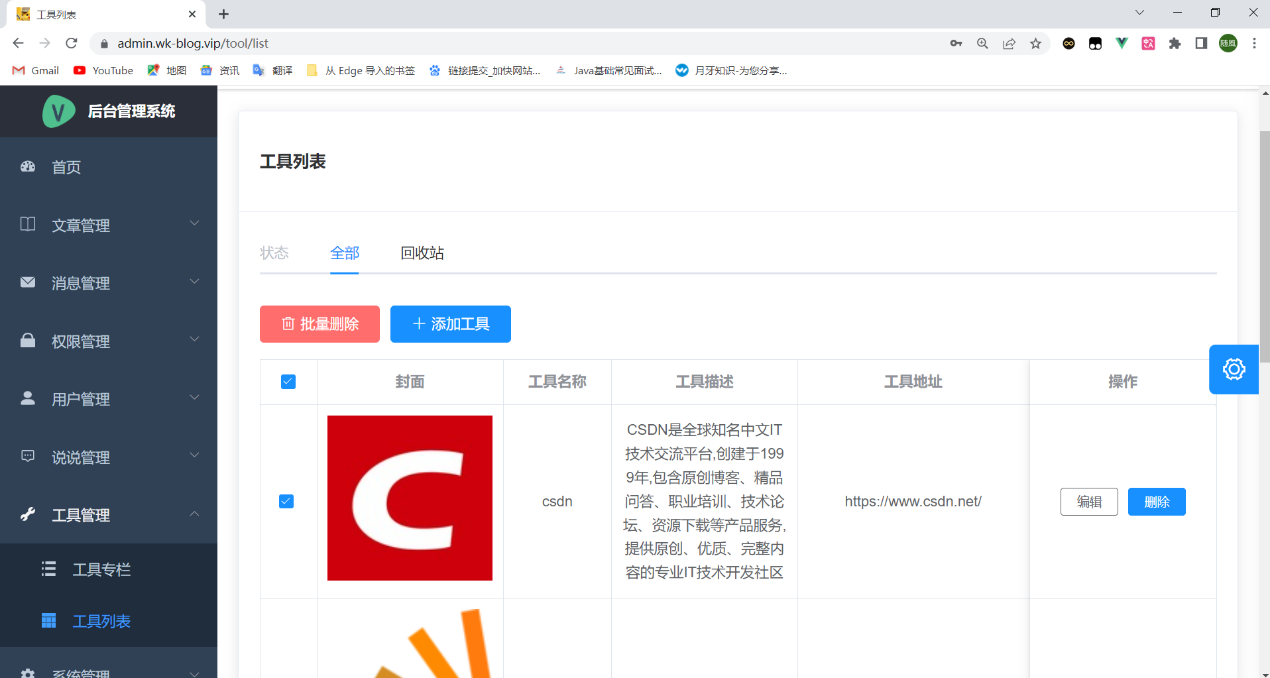 工具列表
admin.wk-blog.vip/tool/list
Gmail
YouTube
地图
资讯
翻译
从 Edge 导入的书签
链接提交_加快网站...
Java基础常见面试...
月牙知识-为您分享...
后台管理系统
首页
文章管理
消息管理
权限管理
用户管理
说说管理
工具管理
工具专栏
工具列表
系统管理
工具列表
状态
全部
回收站
批量删除
添加工具
封面
工具名称
工具描述
工具地址
操作
csdn
CSDN是全球知名中文IT
技术交流平台,创建于199
9年,包含原创博客、精品
问答、职业培训、技术论
坛、资源下载等产品服务,
提供原创、优质、完整内
容的专业IT技术开发社区
https://www.csdn.net/
编辑
删除